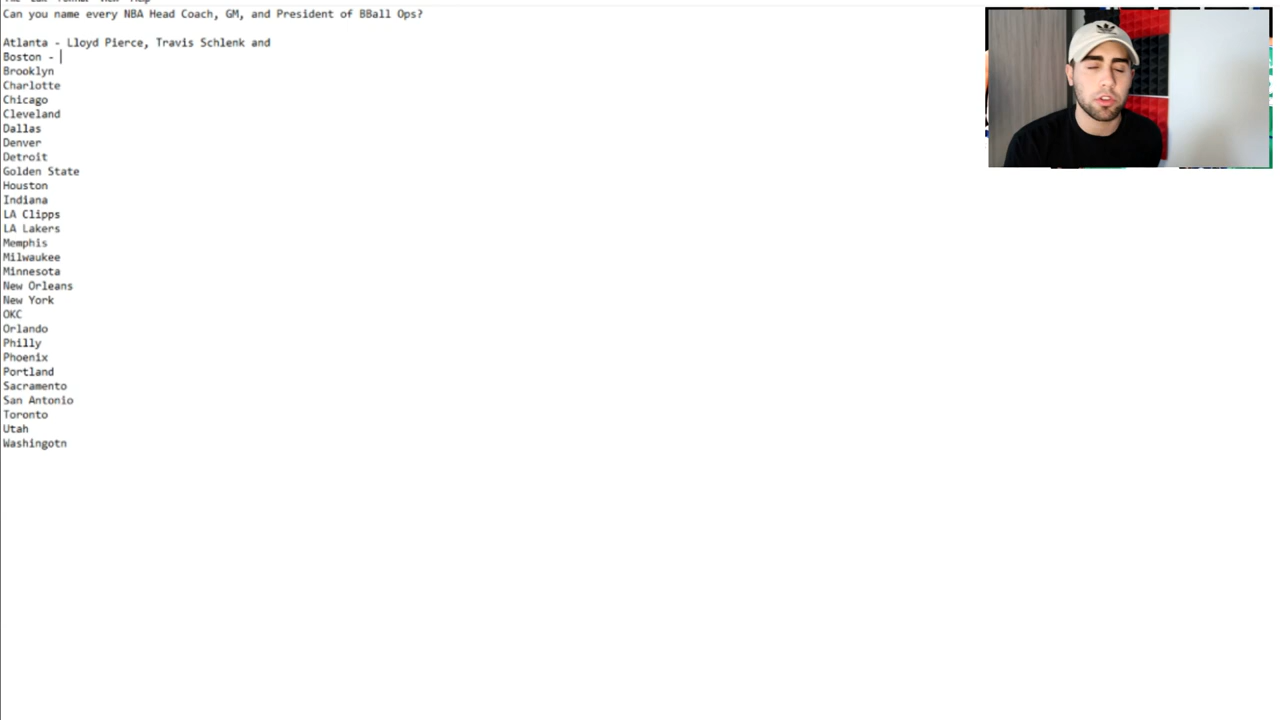 Can you name every NBA Head Coach, GM, and President of BBall Ops?
Atlanta - Lloyd Pierce, Travis Schlenk and
Boston -
Brooklyn
Charlotte
Chicago
Cleveland
Dallas
Denver
Detroit
Golden State
Houston
Indiana
LA Clipps
LA Lakers
Memphis
Milwaukee
Minnesota
New Orleans
New York
OKC
Orlando
Philly
Phoenix
Portland
Sacramento
San Antonio
Toronto
Utah
Washingotn